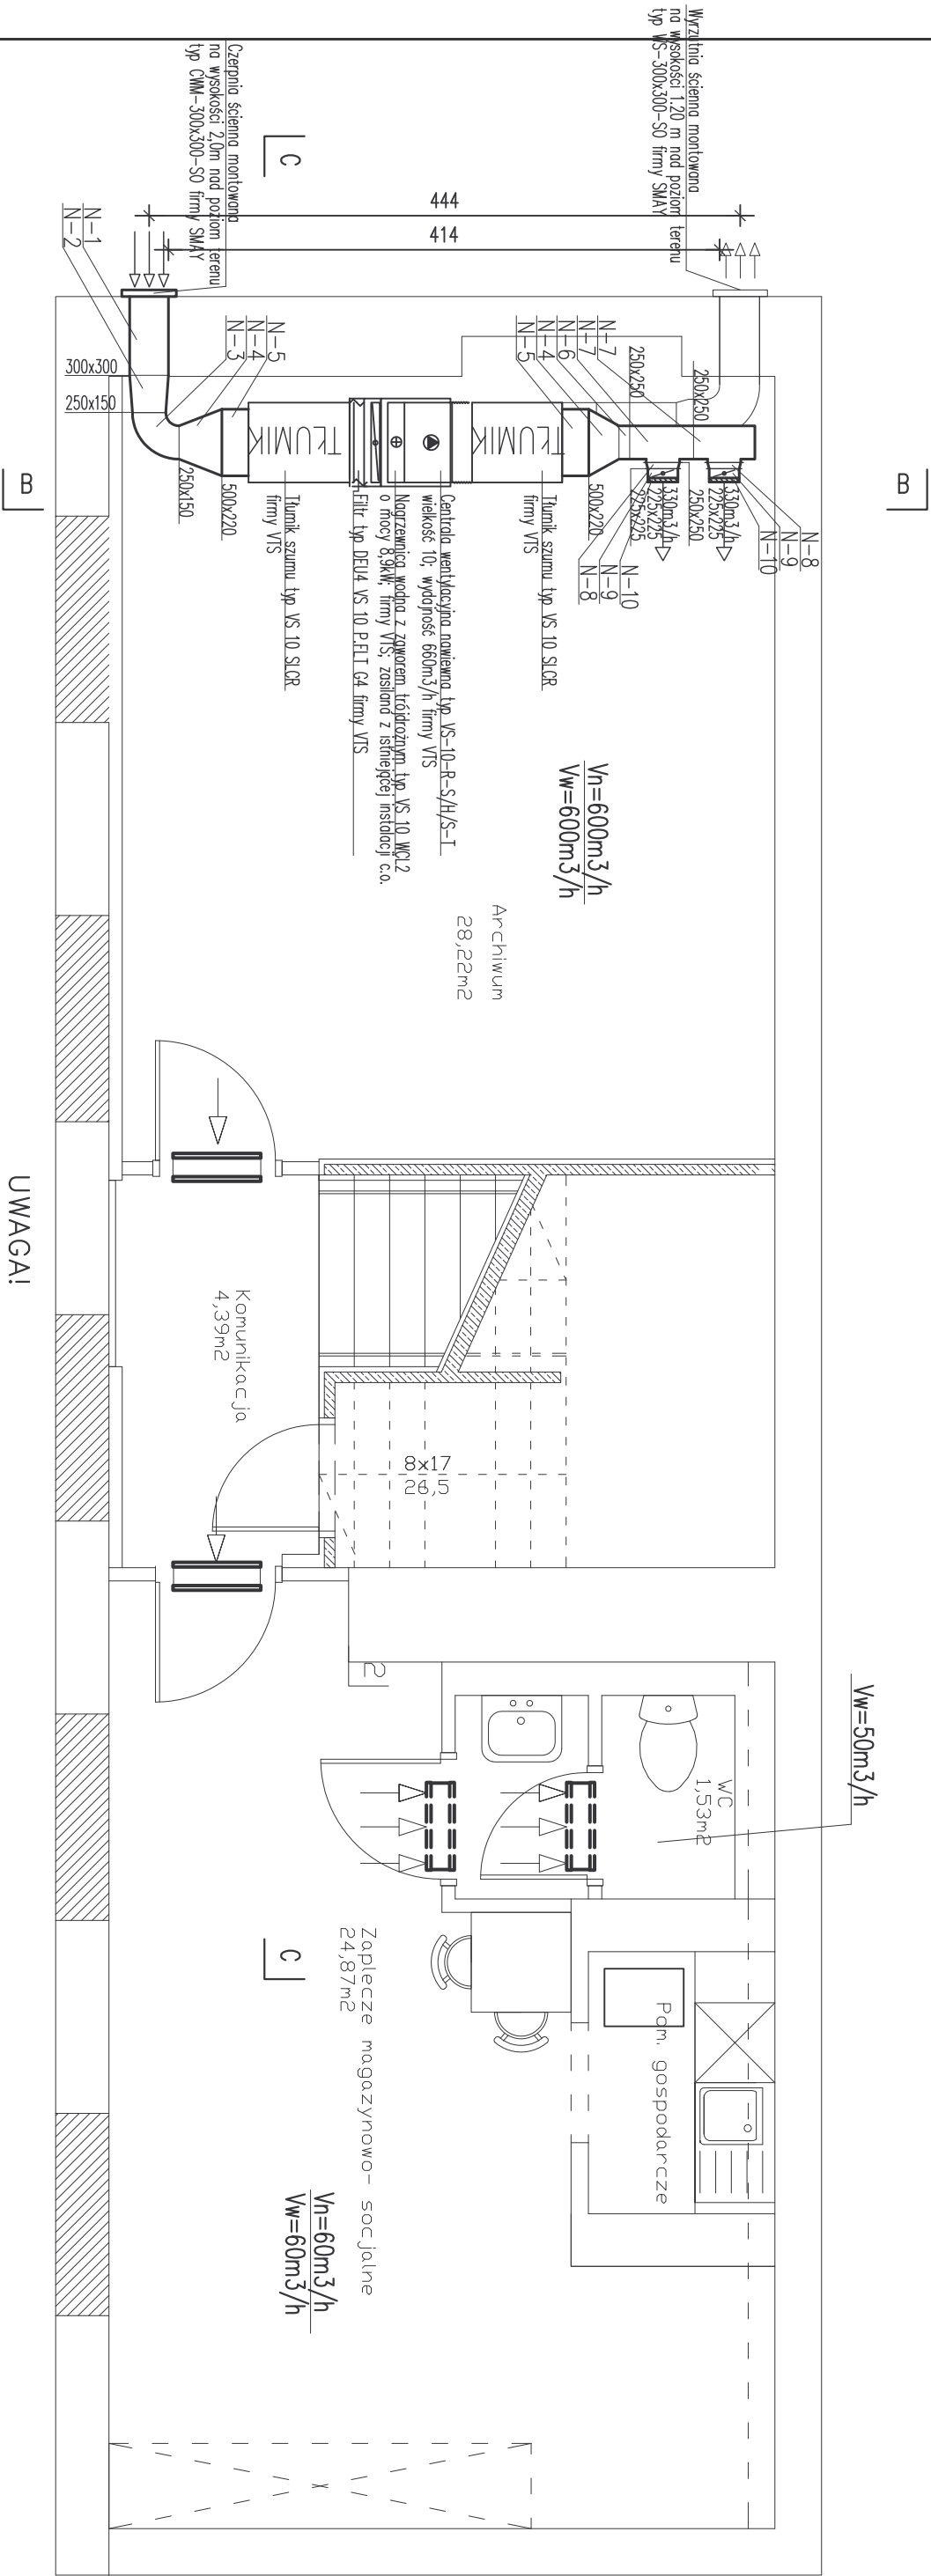 Wyrzutnia ścienna montowana
na wysokości 1.20 m nad poziom terenu
typ WS-300x300-SO firmy SMAY
Czerpnia ścienna montowana
na wysokości 2,0m nad poziom terenu
typ CWM-300x300-SO firmy SMAY
C
444
414
N-1
N-2
N-3
N-4
N-5
300x300
250x150
250x150
500x220
TŁUMIK
TŁUMIK
N-7
N-7
N-6
N-4
N-5
250x250
250x250
N-8
N-9
N-10
330m3/h
225x225
250x250
330m3/h
225x225
225x225
N-10
N-9
N-8
500x220
B
B
Tłumik szumu typ VS 10 SLCR
firmy VTS
Centrala wentylacyjna nawiewna typ VS-10-R-S/H/S-T
wielkość 10; wydajność 660m3/h firmy VTS
Nagrzewnica wodna z zaworem trójdrożnym typ VS 10 WCL2
o mocy 8,9kW; firmy VTS; zasilana z istniejącej instalacji c.o.
Filtr typ DEU4 VS 10 P.FLT G4 firmy VTS
Tłumik szumu typ VS 10 SLCR
firmy VTS
Vn=600m3/h
Vw=600m3/h
Archiwum
28,22m2
Komunikacja
4,39m2
UWAGA!
8x17
26,5
2
Vw=50m3/h
WC
1,53m2
C
Zaplecze magazynowo- socjalne
24,87m2
Pom. gospodarcze
Vn=60m3/h
Vw=60m3/h